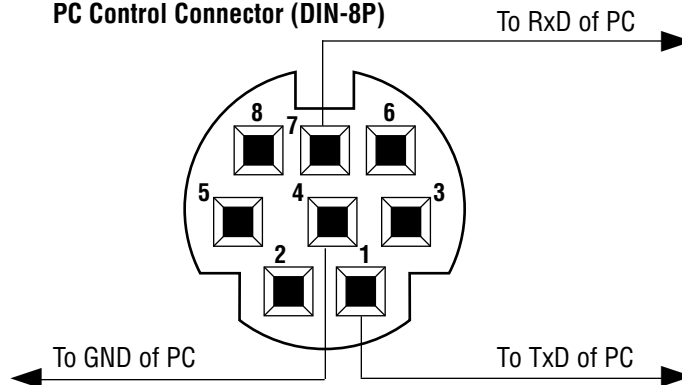 PC Control Connector (DIN-8P)
To RxD of PC
8 7 6
5 4 3
2 1
To GND of PC
To TxD of PC